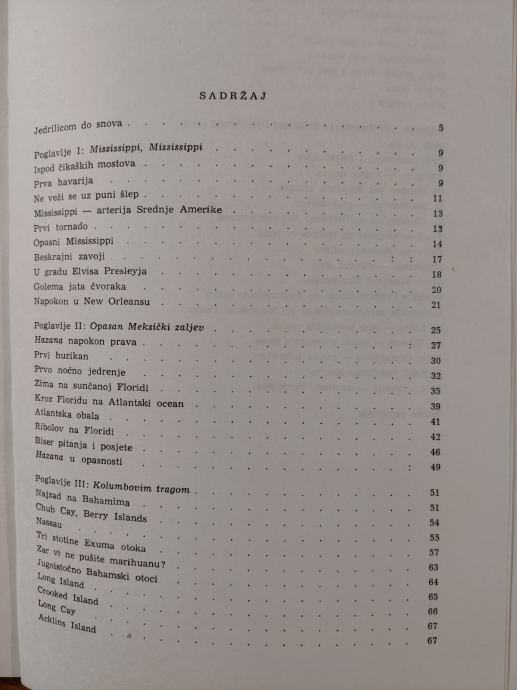 SADRŽAJ
Jedrilicom do snova . . . . . . . . . . . . 5
Poglavlje I: Mississippi, Mississippi . . . . . . . . . 9
Ispod čikaških mostova . . . . . . . . . . . 9
Prva havarija . . . . . . . . . . . . . 9
Ne veži se uz puni šlep . . . . . . . . . . . 11
Mississippi — arterija Srednje Amerike . . . . . . . . 13
Prvi tornado . . . . . . . . . . . . . 13
Opasni Mississippi . . . . . . . . . . . . 14
Beskrajni zavoji . . . . . . . . . . : : 17
U gradu Elvisa Presleyja . . . . . . . . . . . 18
Golema jata čvoraka . . . . . . . . . . . . 20
Napokon u New Orleansu . . . . . . . . . . . 21
Poglavlje II: Opasan Meksički zaljev . . . . . . . . . 25
Hazana napokon prava . . . . . . . . . . . : 27
Prvi hurikan . . . . . . . . . . . . . 30
Prvo noćno jedrenje . . . . . . . . . . . . 32
Zima na sunčanoj Floridi . . . . . . . . . . . 35
Kroz Floridu na Atlantski ocean . . . . . . . . . 39
Atlantska obala . . . . . . . . . . . . . 41
Ribolov na Floridi . . . . . . . . . . . . 42
Biser pitanja i posjete . . . . . . . . . . . 46
Hazana u opasnosti . . . . . . . . . . . : 49
Poglavlje III: Kolumbovim tragom . . . . . . . . . 51
Najzad na Bahamima . . . . . . . . . . . . 51
Chub Cay, Berry Islands . . . . . . . . . . . 54
Nassau . . . . . . . . . . . . . . 55
Tri stotine Exuma otoka . . . . . . . . . . . 57
Zar vi ne pušite marihuanu? . . . . . . . . . . 63
Jugoistočno Bahamski otoci . . . . . . . . . . 64
Long Island . . . . . . . . . . . . . 65
Crooked Island . . . . . . . . . . . . . 66
Long Cay . . . . . . . . . . . . . . 67
Acklins Island . . . . . . . . . . . . . 67